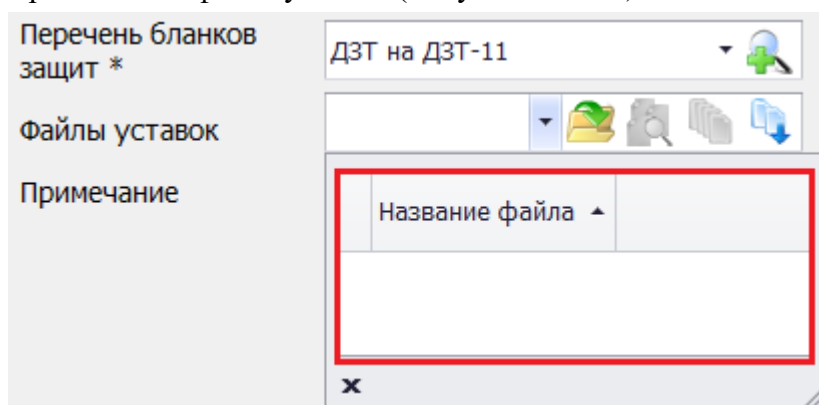 Перечень бланков
защит *
ДЗТ на ДЗТ-11
Файлы уставок
Примечание
Название файла
x